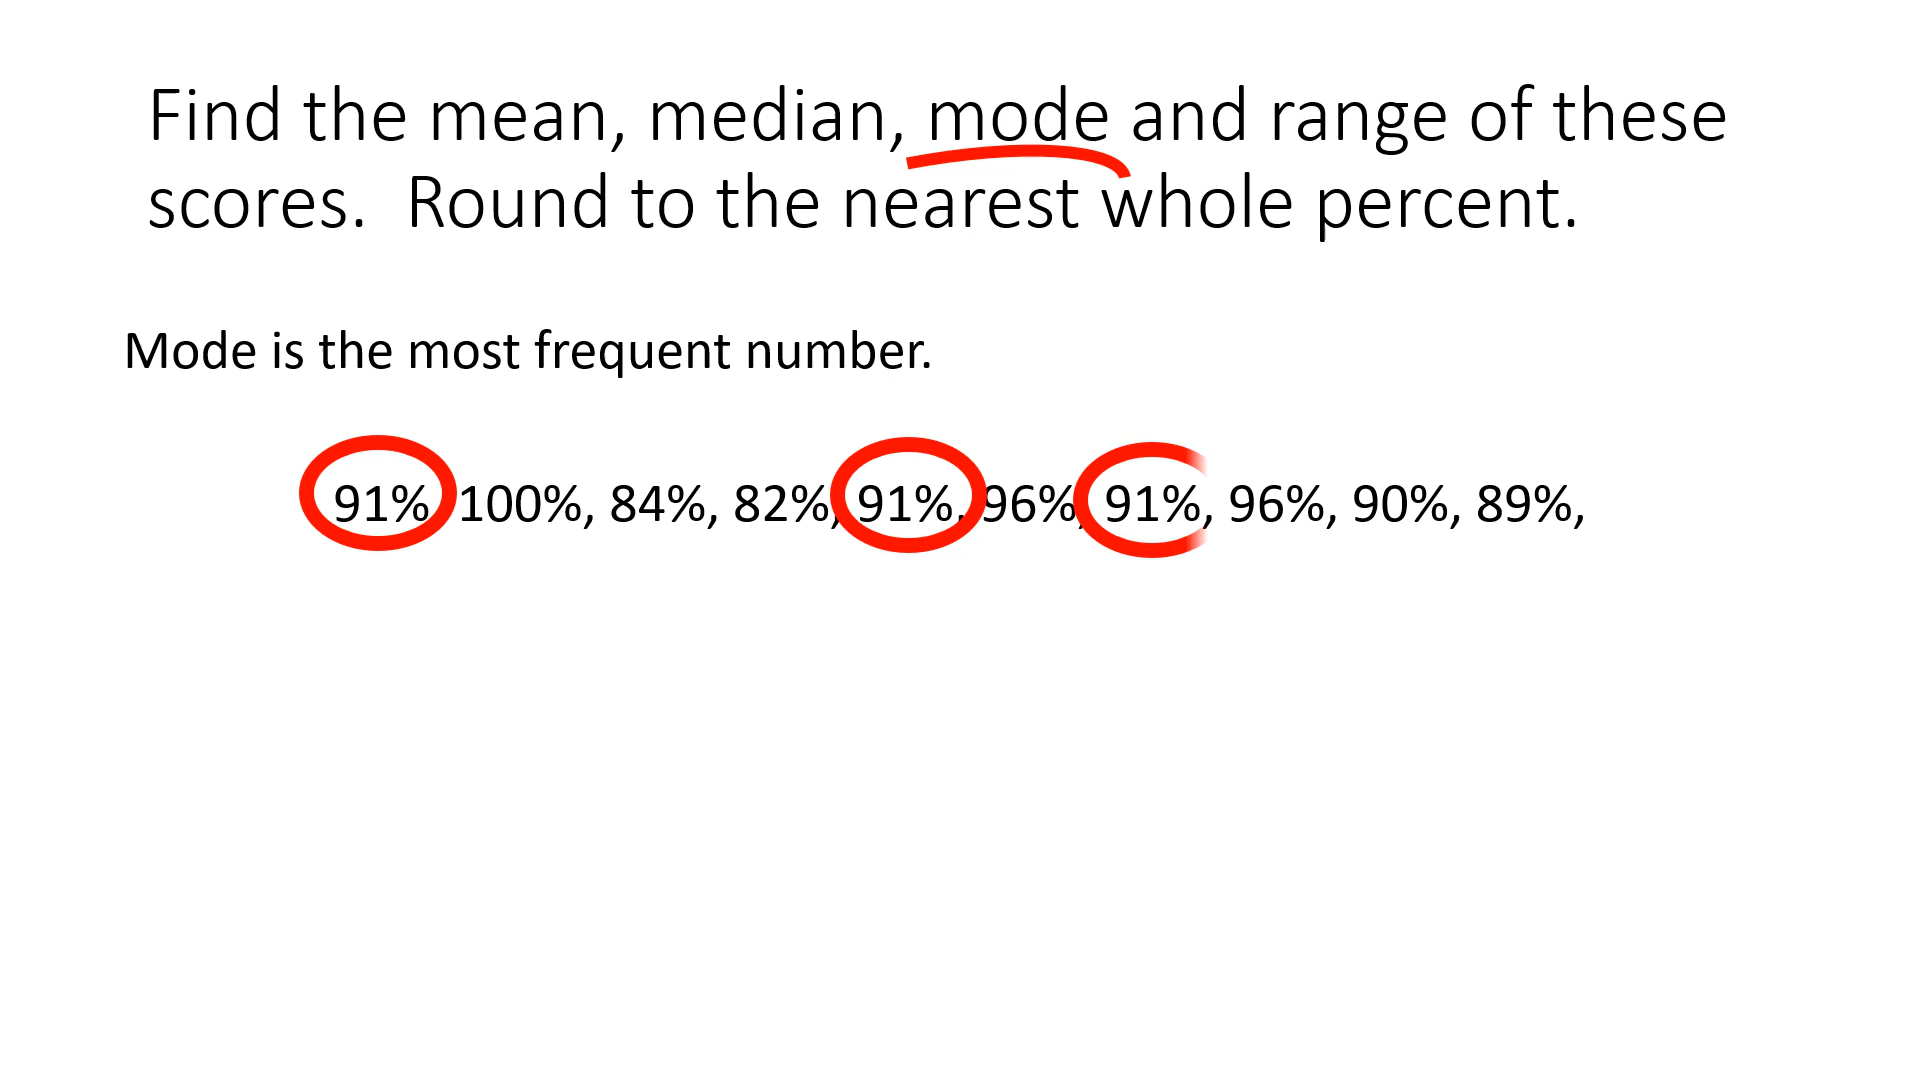 Find the mean, median, mode and range of these
scores.  Round to the nearest whole percent.
Mode is the most frequent number.
91% 100%, 84%, 82%, 91%, 96%, 91%, 96%, 90%, 89%,